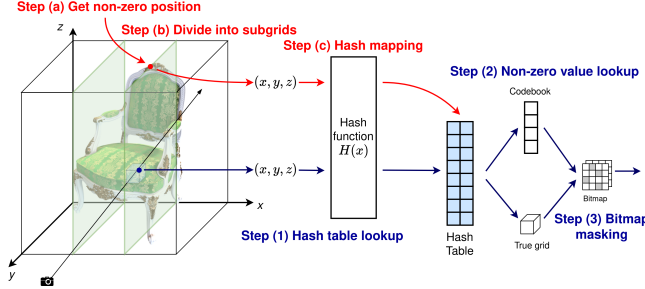 Step (a) Get non-zero position
Step (b) Divide into subgrids
Step (c) Hash mapping
z
(x, y, z)
Hash
function
H(x)
Step (2) Non-zero value lookup
Codebook
(x, y, z)
x
y
Step (1) Hash table lookup
Hash
Table
True grid
Bitmap
Step (3) Bitmap
masking